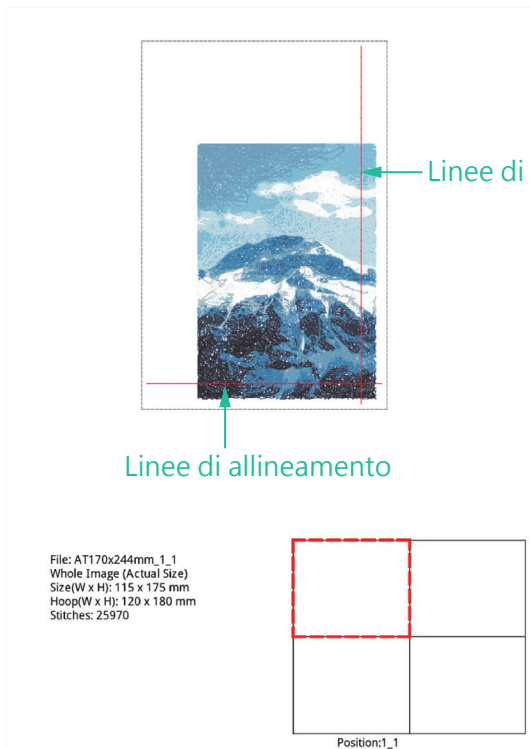 Linee di
Linee di allineamento
File: AT170x244mm_1_1
Whole Image (Actual Size)
Size(W x H): 115 x 175 mm
Hoop(W x H): 120 x 180 mm
Stitches: 25970
Position:1_1